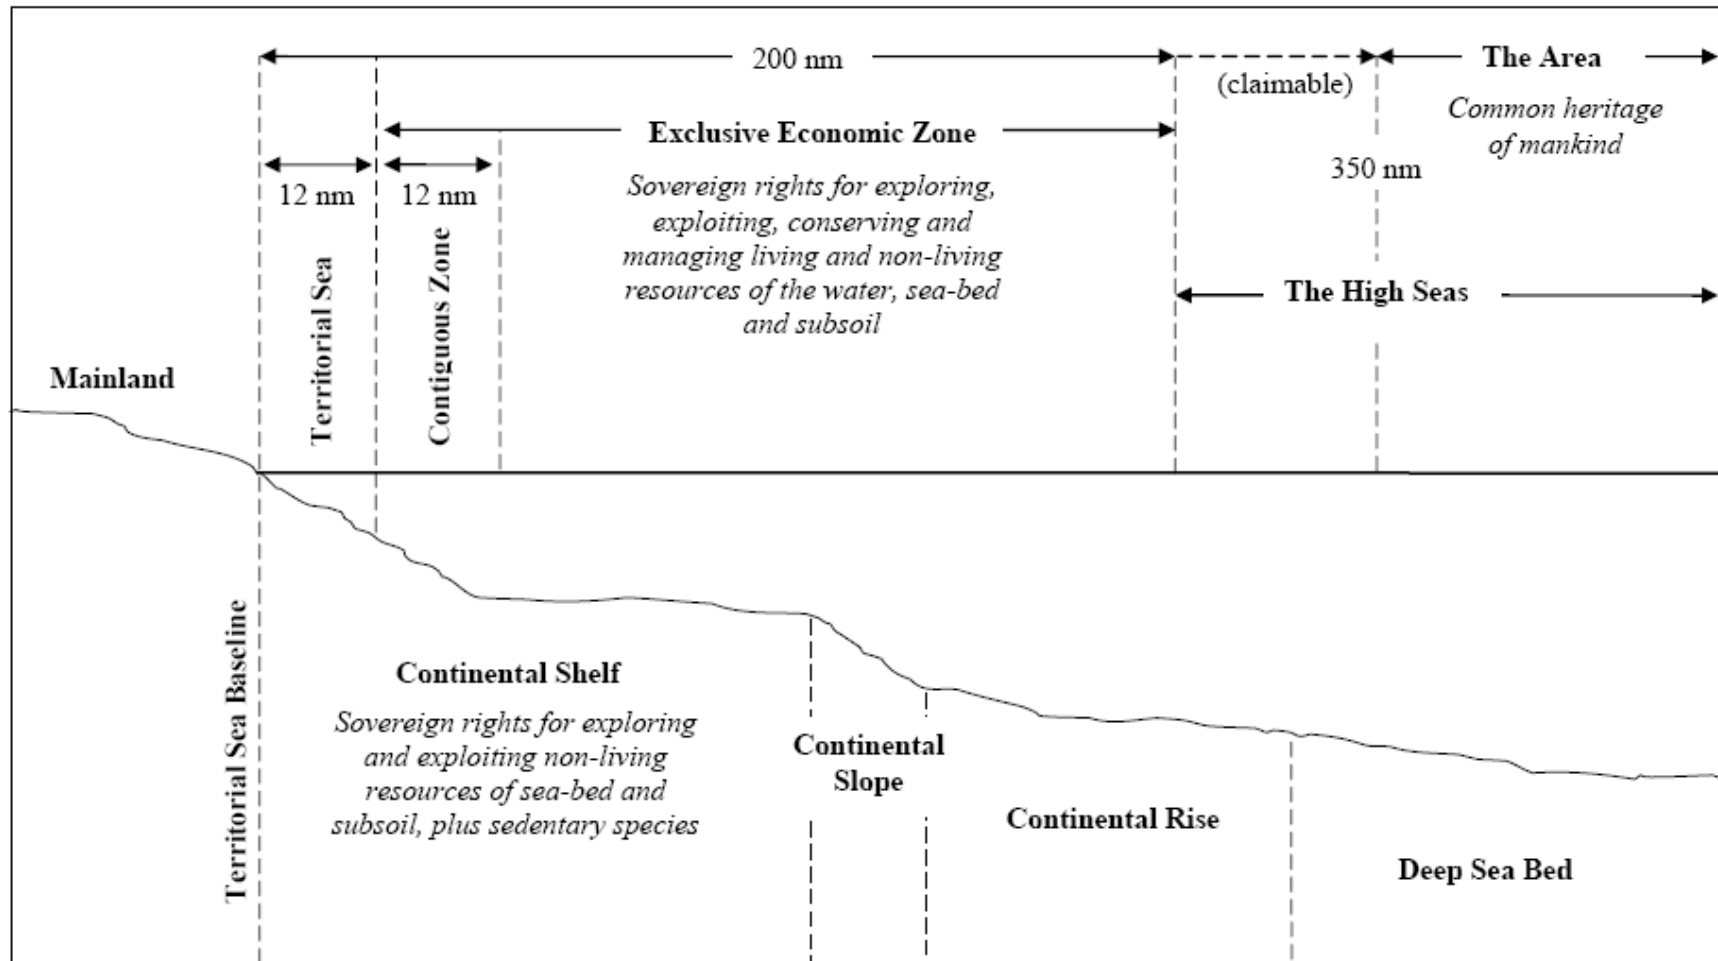 200 nm
(claimable)
The Area
Common heritage
of mankind
Exclusive Economic Zone
350 nm
12 nm
12 nm
Sovereign rights for exploring,
exploiting, conserving and
managing living and non-living
resources of the water, sea-bed
and subsoil
Territorial Sea
Contiguous Zone
The High Seas
Mainland
Territorial Sea Baseline
Continental Shelf
Sovereign rights for exploring
and exploiting non-living
resources of sea-bed and
subsoil, plus sedentary species
Continental
Slope
Continental Rise
Deep Sea Bed